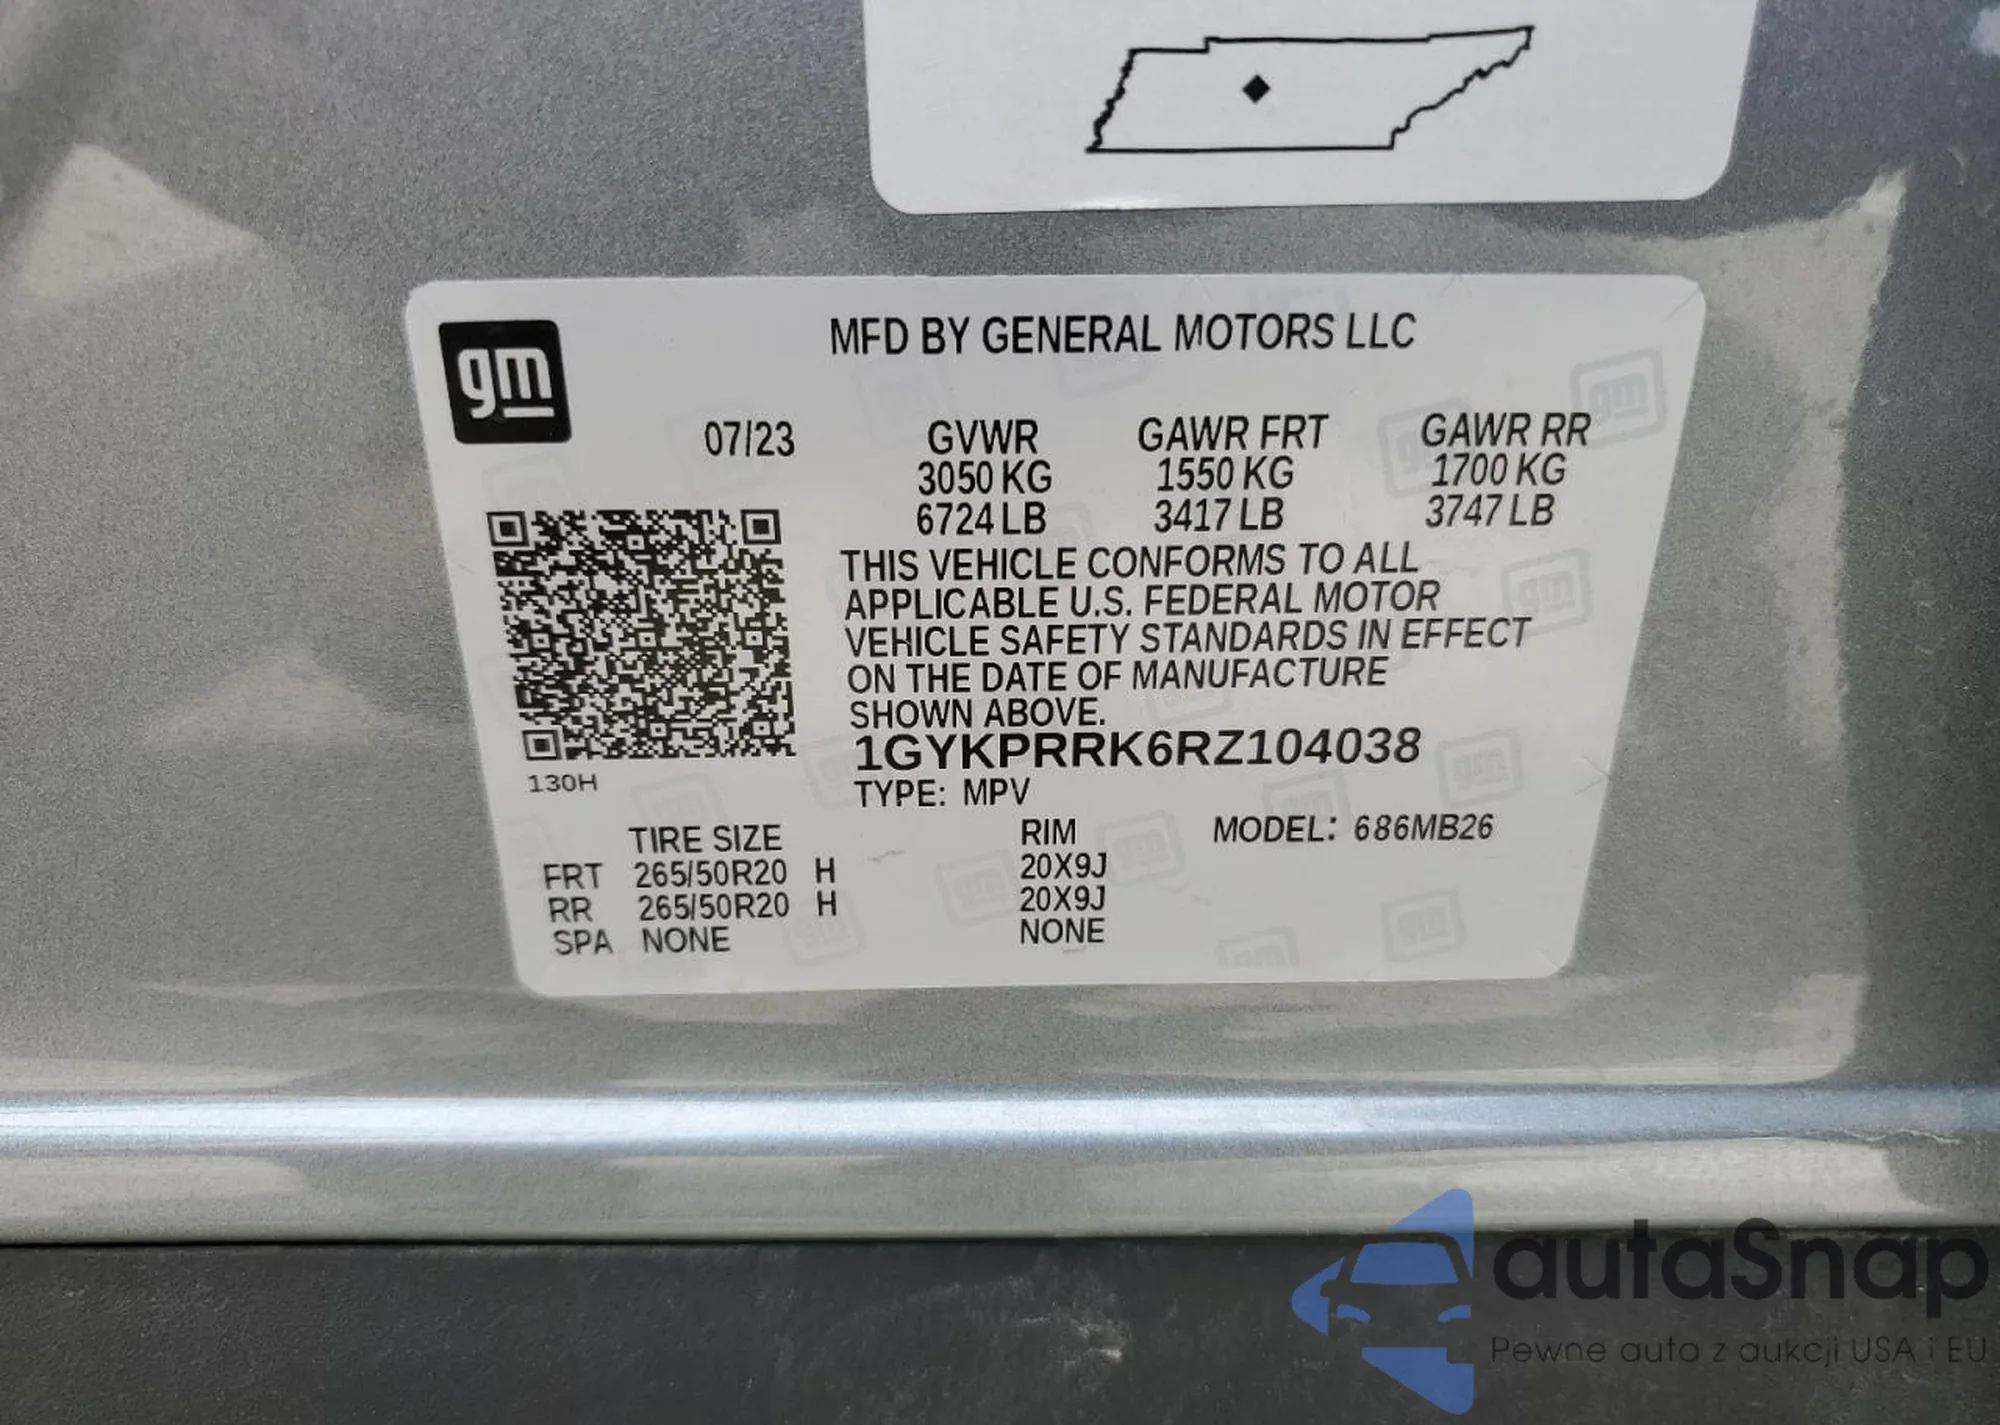 gm
MFD BY GENERAL MOTORS LLC
07/23 GVWR GAWR FRT GAWR RR
3050 KG 1550 KG 1700 KG
6724 LB 3417 LB 3747 LB
THIS VEHICLE CONFORMS TO ALL
APPLICABLE U.S. FEDERAL MOTOR
VEHICLE SAFETY STANDARDS IN EFFECT
ON THE DATE OF MANUFACTURE
SHOWN ABOVE.
1GYKPRRK6RZ104038
130H
TYPE: MPV
TIRE SIZE RIM MODEL: 686MB26
FRT 265/50R20 H 20X9J
RR 265/50R20 H 20X9J
SPA NONE NONE
autaSnap
Pewne auta z aukcji USA i EU